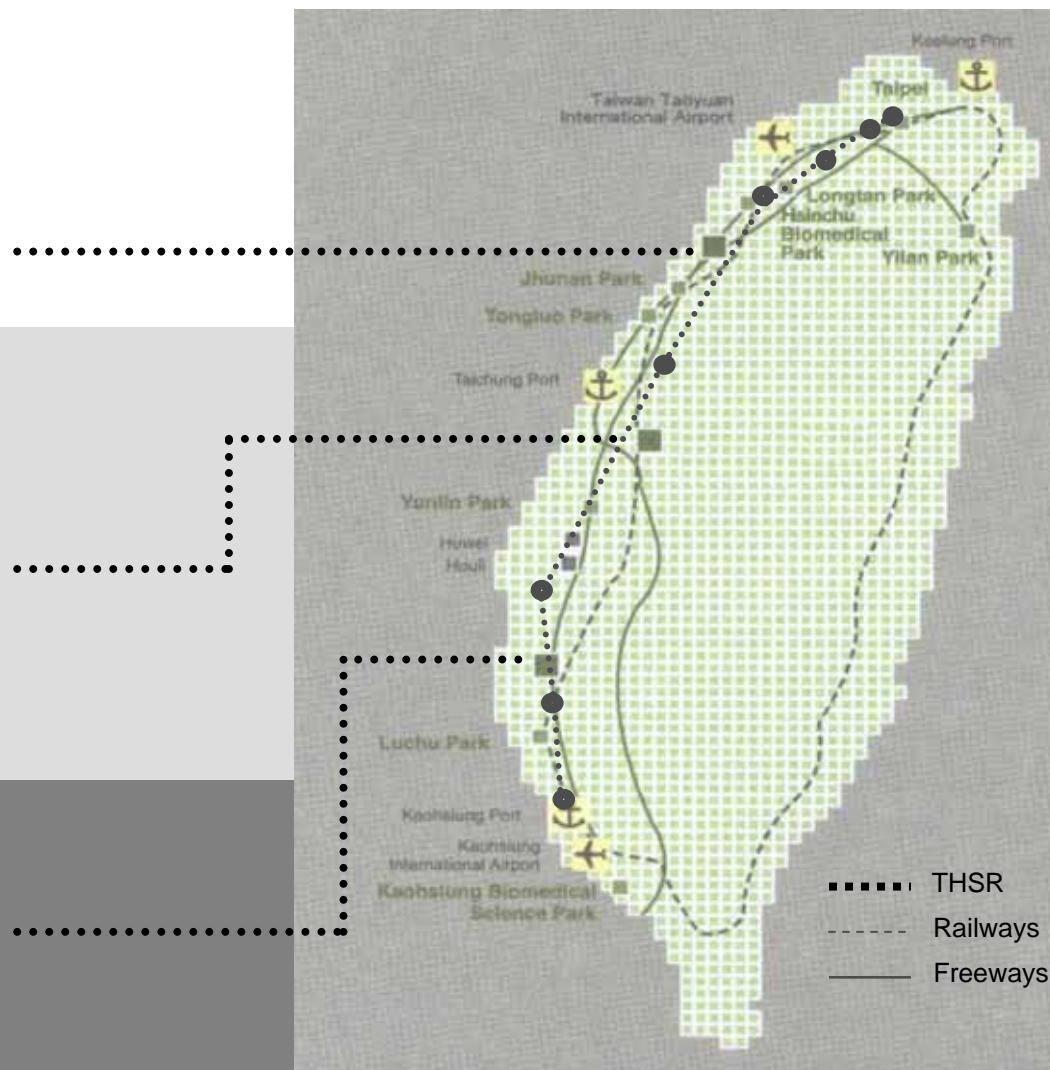 Keelung Port
Taipei
Taiwan Taoyuan
International Airport
Longtan Park
Hsinchu
Biomedical
Park
Yilan Park
Jhunan Park
Tongluo Park
Taichung Port
Yunlin Park
Huwei
Houli
Luchu Park
Kaohsiung Port
Kaohsiung
International Airport
Kaohsiung Biomedical
Science Park
THSR
Railways
Freeways